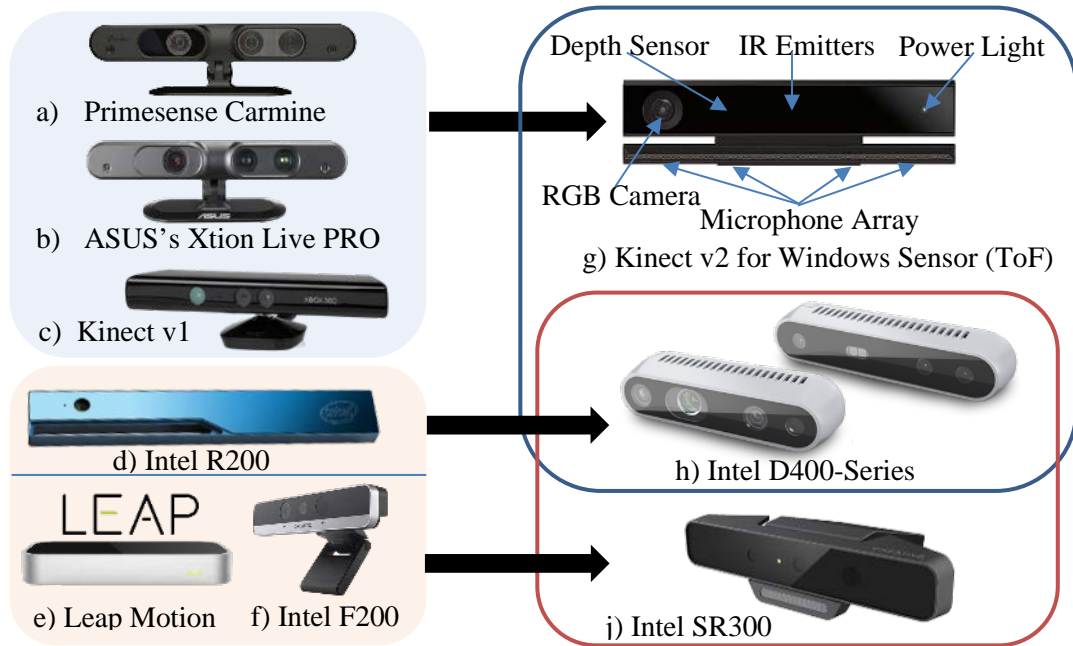 a) Primesense Carmine
ASUS
b) ASUS's Xtion Live PRO
XBOX 360
c) Kinect v1
intel
d) Intel R200
LEAP
e) Leap Motion
f) Intel F200
Depth Sensor IR Emitters Power Light
RGB Camera
Microphone Array
g) Kinect v2 for Windows Sensor (ToF)
h) Intel D400-Series
j) Intel SR300